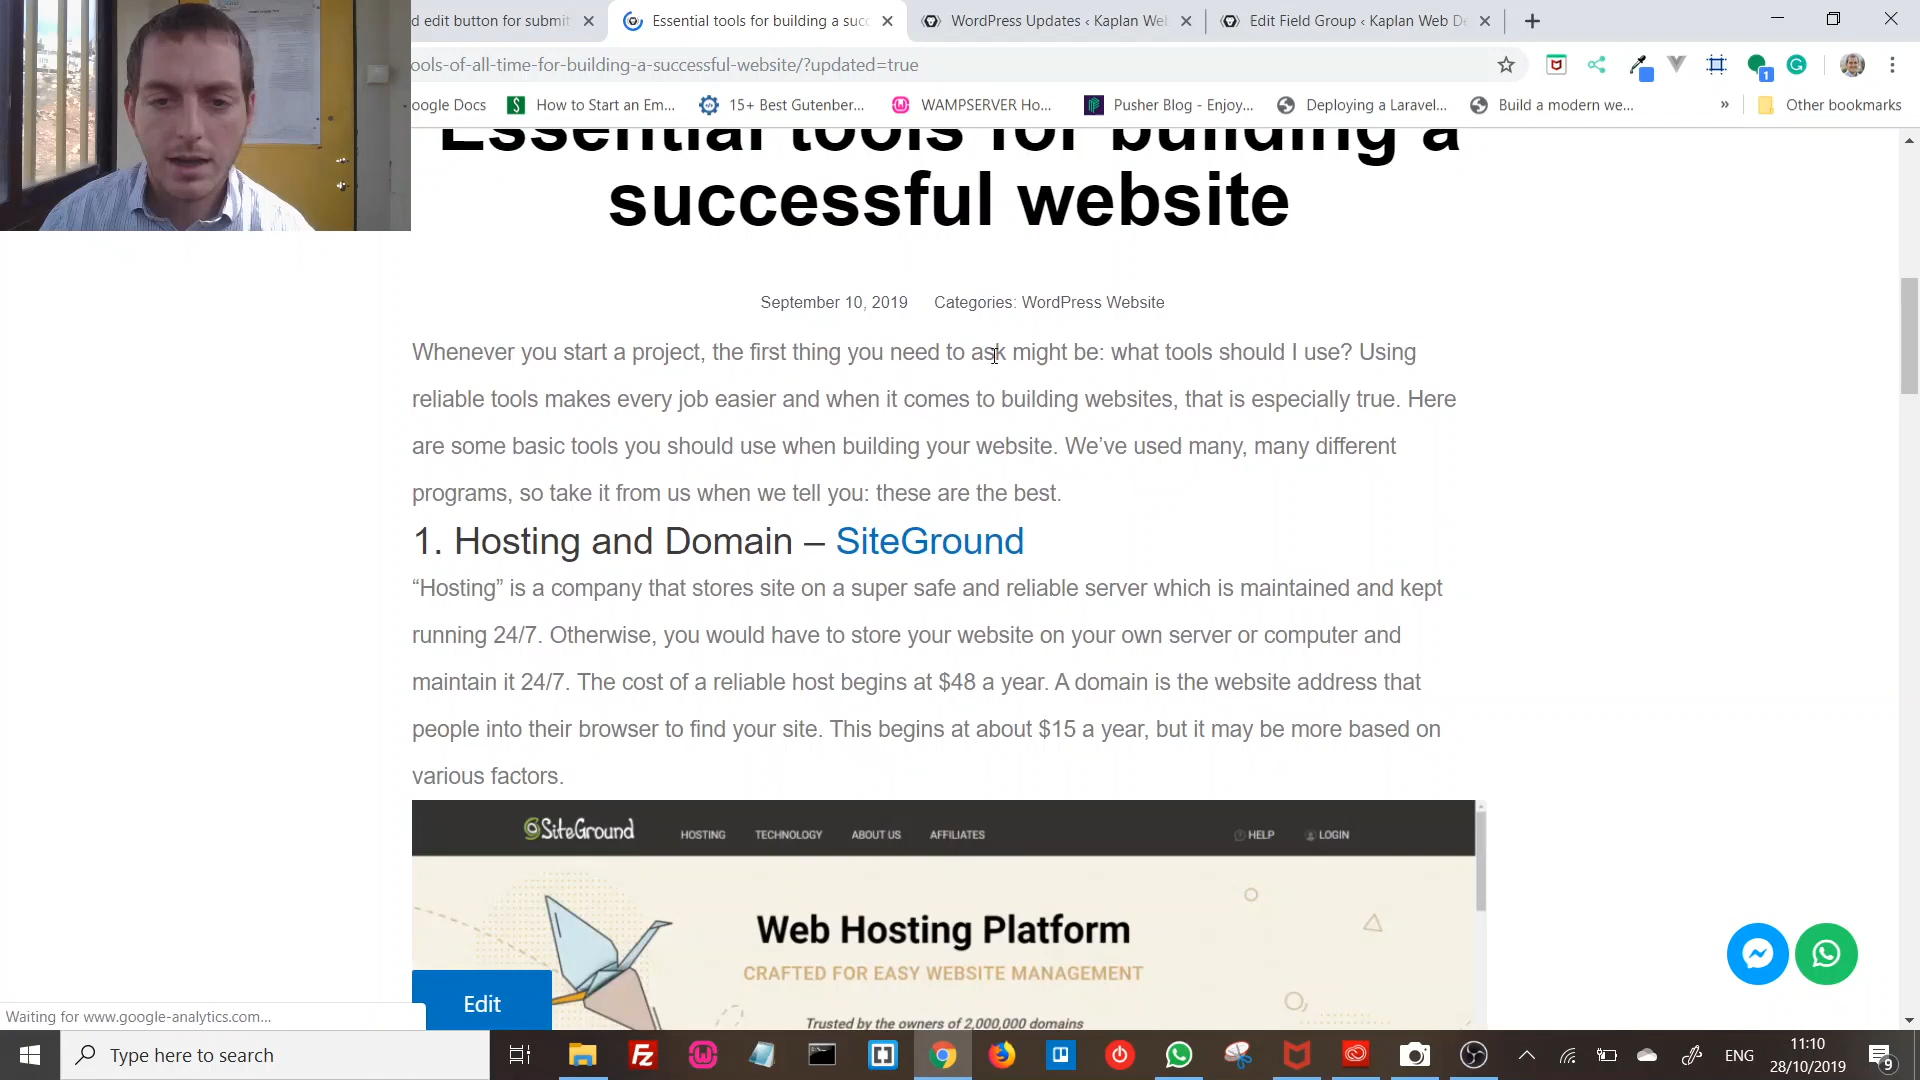 d edit button for submit
Essential tools for building a succ
WordPress Updates ‹ Kaplan Web
Edit Field Group ‹ Kaplan Web De
ools-of-all-time-for-building-a-successful-website/?updated=true
oogle Docs
How to Start an Em...
15+ Best Gutenber...
WAMPSERVER Ho...
Pusher Blog - Enjoy...
Deploying a Laravel...
Build a modern we...
»
Other bookmarks
Essential tools for building a
successful website
September 10, 2019 Categories: WordPress Website
Whenever you start a project, the first thing you need to ask might be: what tools should I use? Using
reliable tools makes every job easier and when it comes to building websites, that is especially true. Here
are some basic tools you should use when building your website. We’ve used many, many different
programs, so take it from us when we tell you: these are the best.
1. Hosting and Domain – SiteGround
“Hosting” is a company that stores site on a super safe and reliable server which is maintained and kept
running 24/7. Otherwise, you would have to store your website on your own server or computer and
maintain it 24/7. The cost of a reliable host begins at $48 a year. A domain is the website address that
people into their browser to find your site. This begins at about $15 a year, but it may be more based on
various factors.
SiteGround HOSTING TECHNOLOGY ABOUT US AFFILIATES HELP LOGIN
Web Hosting Platform
CRAFTED FOR EASY WEBSITE MANAGEMENT
Trusted by the owners of 2,000,000 domains
Edit
Waiting for www.google-analytics.com...
Type here to search
ENG
11:10
28/10/2019
9